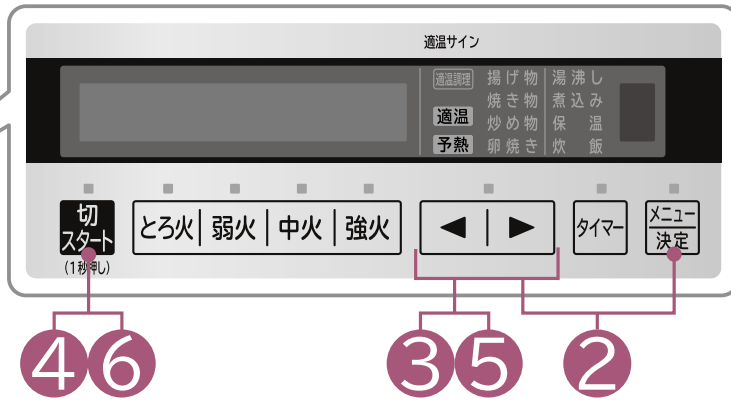 適温サイン
適温調理 揚げ物 湯沸し
焼き物 煮込み
適温 炒め物 保温
予熱 卵焼き 炊飯
切 スタート とろ火 弱火 中火 強火 ◀ ▶ タイマー メニュー 決定
(1秒押し)
4 6 3 5 2